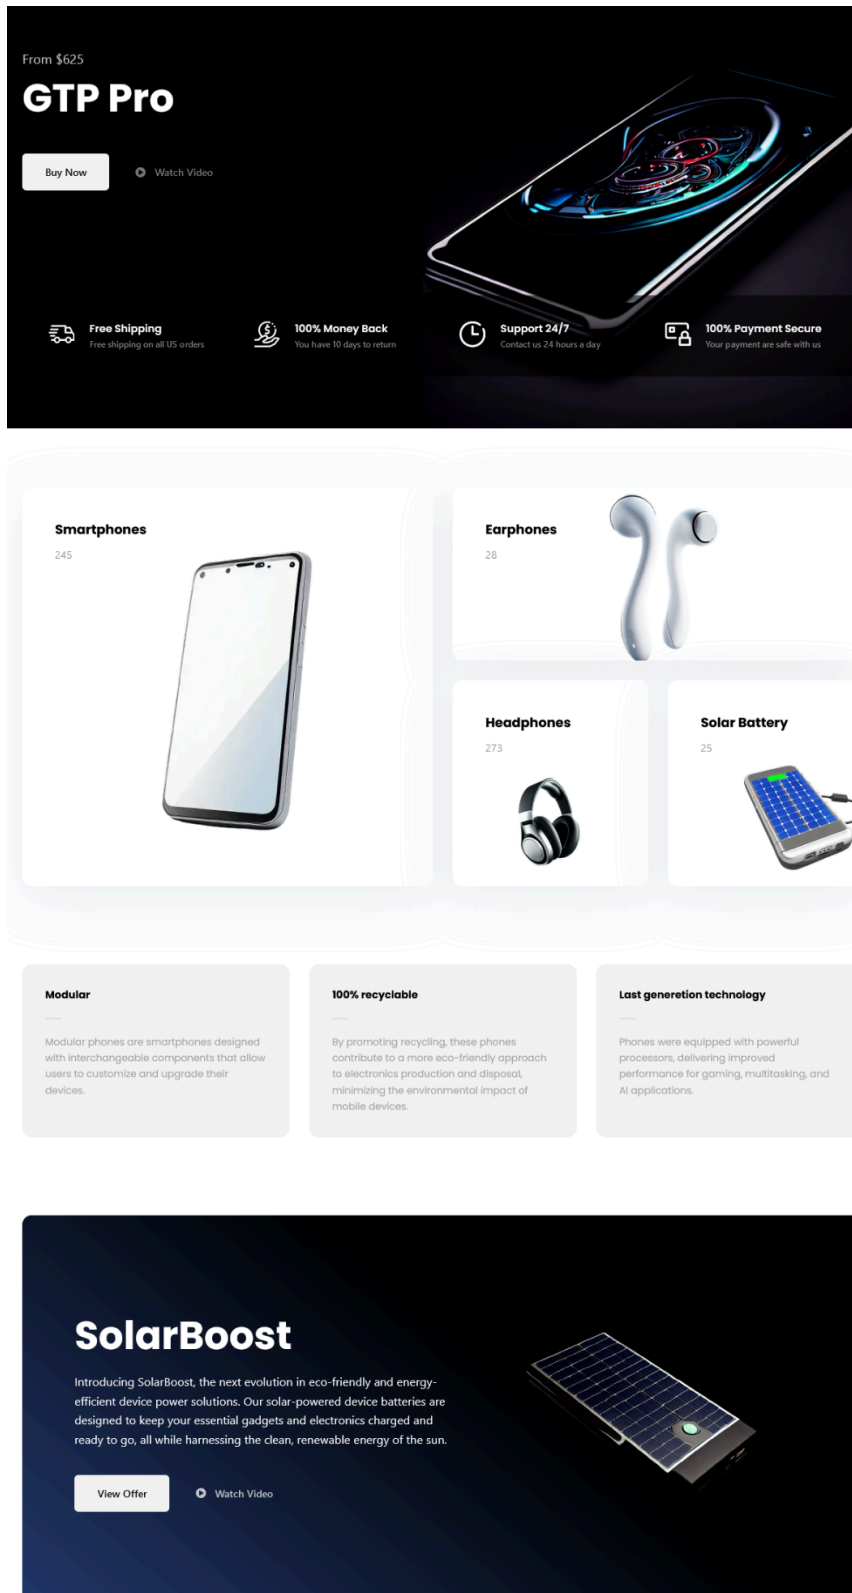 From $625
GTP Pro
Buy Now
Watch Video
Free Shipping
Free shipping on all US orders
100% Money Back
You have 10 days to return
Support 24/7
Contact us 24 hours a day
100% Payment Secure
Your payment are safe with us
Smartphones
245
Earphones
28
Headphones
273
Solar Battery
25
Modular
Modular phones are smartphones designed
with interchangeable components that allow
users to customize and upgrade their
devices.
100% recyclable
By promoting recycling, these phones
contribute to a more eco-friendly approach
to electronics production and disposal,
minimizing the environmental impact of
mobile devices.
Last generetion technology
Phones were equipped with powerful
processors, delivering improved
performance for gaming, multitasking, and
AI applications.
SolarBoost
Introducing SolarBoost, the next evolution in eco-friendly and energy-
efficient device power solutions. Our solar-powered device batteries are
designed to keep your essential gadgets and electronics charged and
ready to go, all while harnessing the clean, renewable energy of the sun.
View Offer
Watch Video